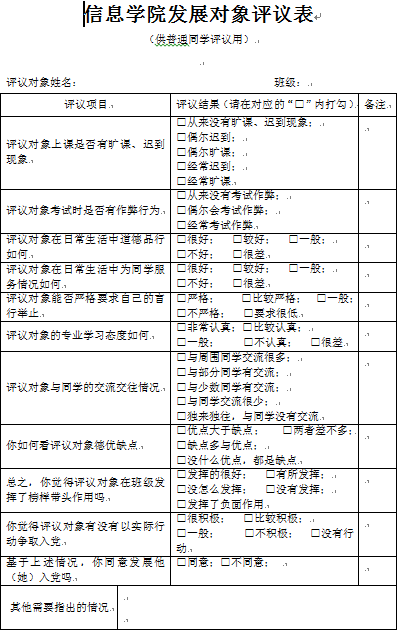 信息学院发展对象评议表
（供普通同学评议用）
评议对象姓名：　　班级：
评议项目　评议结果（请在对应的“□”内打勾）　备注
评议对象上课是否有旷课、迟到现象
□从来没有旷课、迟到现象；
□偶尔迟到；
□偶尔旷课；
□经常迟到；
□经常旷课
评议对象考试时是否有作弊行为
□从来没有考试作弊；
□偶尔会考试作弊；
□经常考试作弊
评议对象在日常生活中道德品行如何
□很好；　□较好；　□一般；
□不好；　□很差
评议对象在日常生活中为同学服务情况如何
□很好；　□较好；　□一般；
□不好；　□很差
评议对象能否严格要求自己的言行举止
□严格；　□比较严格；　□一般；
□不严格；　□要求很低
评议对象的专业学习态度如何
□非常认真；□比较认真；
□一般；　□不认真；　□很差
评议对象与同学的交流交往情况
□与周围同学交流很多；
□与部分同学有交流；
□与少数同学有交流；
□与同学交流很少；
□独来独往，与同学没有交流
你如何看评议对象德优缺点
□优点大于缺点；　□两者差不多；
□缺点多与优点；
□没什么优点，都是缺点
总之，你觉得评议对象在班级发挥了榜样带头作用吗
□发挥的很好；　□有所发挥；
□没怎么发挥；　□没有发挥；
□发挥了负面作用
你觉得评议对象有没有以实际行动争取入党
□很积极；　□比较积极；
□一般；　□不积极；　□没有行动
基于上述情况，你同意发展他（她）入党吗
□同意；□不同意；
其他需要指出的情况